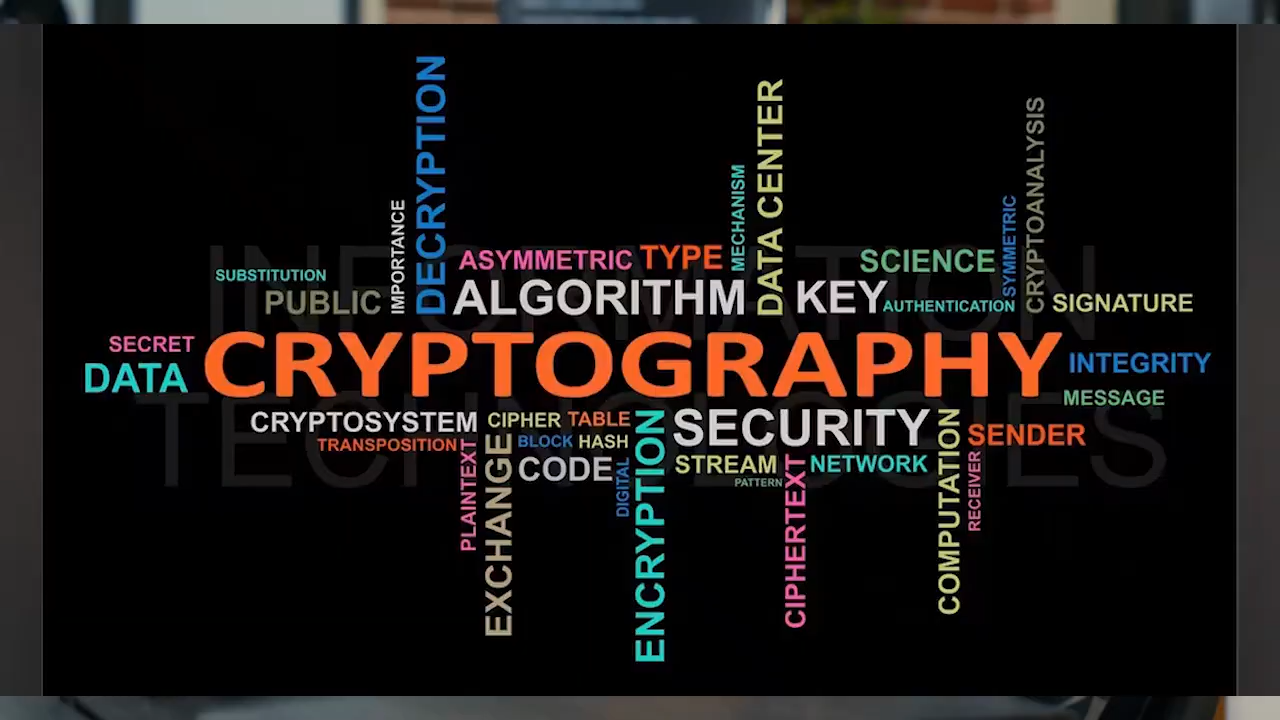 DECRYPTION
DATA CENTER
CRYPTOANALYSIS
MECHANISM
IMPORTANCE
SYMMETRIC
INFORMATION
ASYMMETRIC TYPE
SCIENCE
SUBSTITUTION
PUBLIC
ALGORITHM
KEY
AUTHENTICATION
SIGNATURE
SECRET
DATA
CRYPTOGRAPHY
INTEGRITY
MESSAGE
TECHNOLOGIES
CRYPTOSYSTEM
CIPHER TABLE
SECURITY
SENDER
TRANSPOSITION
BLOCK HASH
CODE
STREAM
NETWORK
PATTERN
PLAINTEXT
EXCHANGE
DIGITAL
ENCRYPTION
CIPHERTEXT
COMPUTATION
RECEIVER